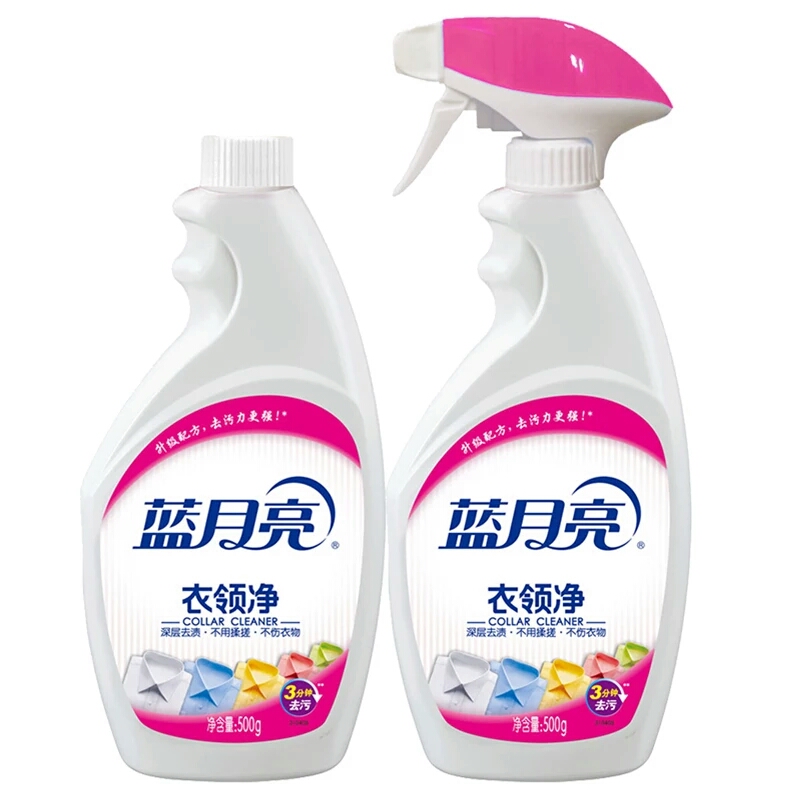 升级配方,去污力更强!*
蓝月亮®
衣领净
COLLAR CLEANER
深层去渍·不用揉搓·不伤衣物
3分钟
去污
净含量:500g
升级配方,去污力更强!*
蓝月亮®
衣领净
COLLAR CLEANER
深层去渍·不用揉搓·不伤衣物
3分钟
去污
净含量:500g